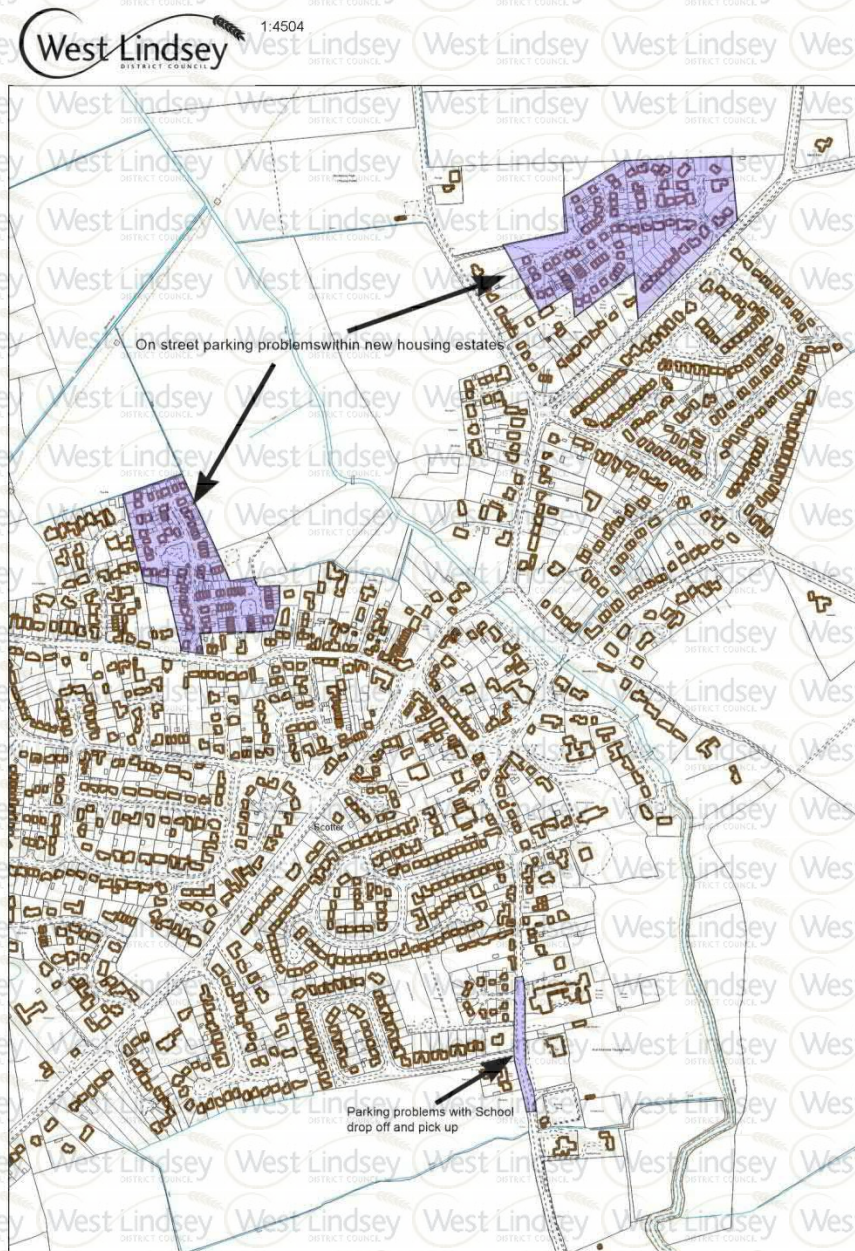 West Lindsey
DISTRICT COUNCIL
1:4504
On street parking problemswithin new housing estates
Scotter
Parking problems with School
drop off and pick up